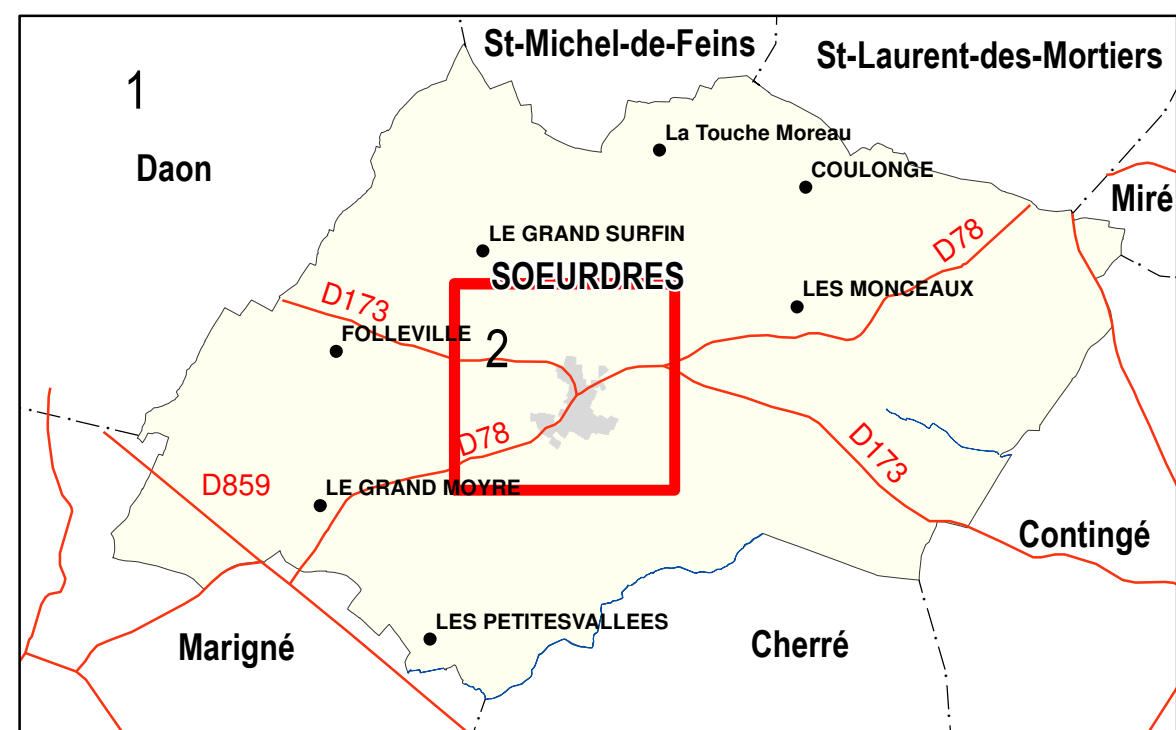 St-Michel-de-Feins
St-Laurent-des-Mortiers
1
La Touche Moreau
Daon
COULONGE
Miré
LE GRAND SURFIN
D78
SOEURDRES
LES MONCEAUX
D173
FOLLEVILLE
2
D78
D173
D859
LE GRAND MOYRE
Contingé
LES PETITESVALLEES
Marigné
Cherré